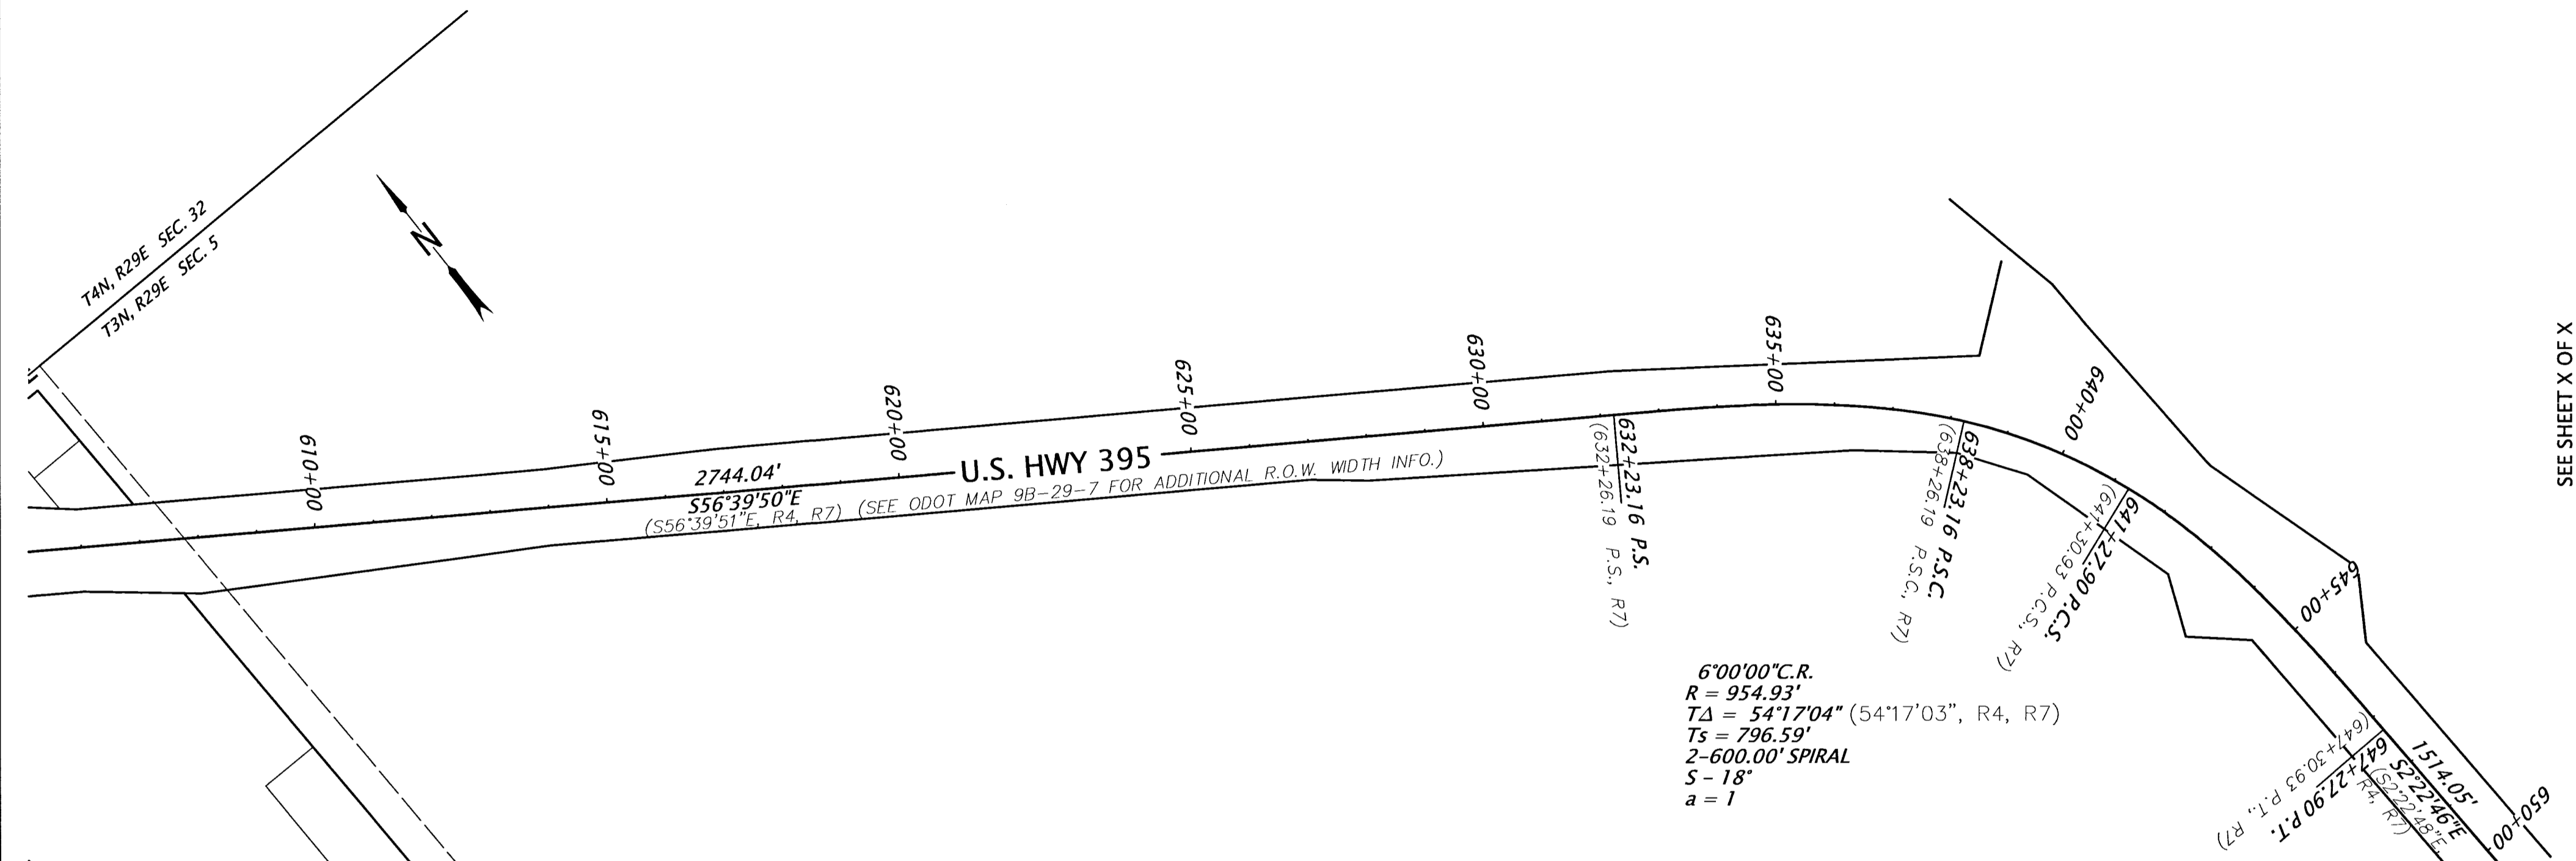 T4N, R29E SEC. 32
T3N, R29E SEC. 5
N
610+00
615+00
620+00
625+00
630+00
635+00
640+00
645+00
650+00
2744.04'
S56°39'50"E
(S56°39'51"E, R4, R7) (SEE ODOT MAP 9B-29-7 FOR ADDITIONAL R.O.W. WIDTH INFO.)
U.S. HWY 395
632+23.16 P.S.
(632+26.19 P.S., R7)
638+23.16 P.S.C.
(638+26.19 P.S.C., R7)
641+27.90 P.C.S.
(641+30.93 P.C.S., R7)
647+27.90 P.T.
(647+30.93 P.T., R7)
1514.05'
S2°22'46"E
(S2°22'48"E,
R4, R7)
6°00'00"C.R.
R = 954.93'
TΔ = 54°17'04" (54°17'03", R4, R7)
Ts = 796.59'
2-600.00' SPIRAL
S - 18°
a = 1
SEE SHEET X OF X